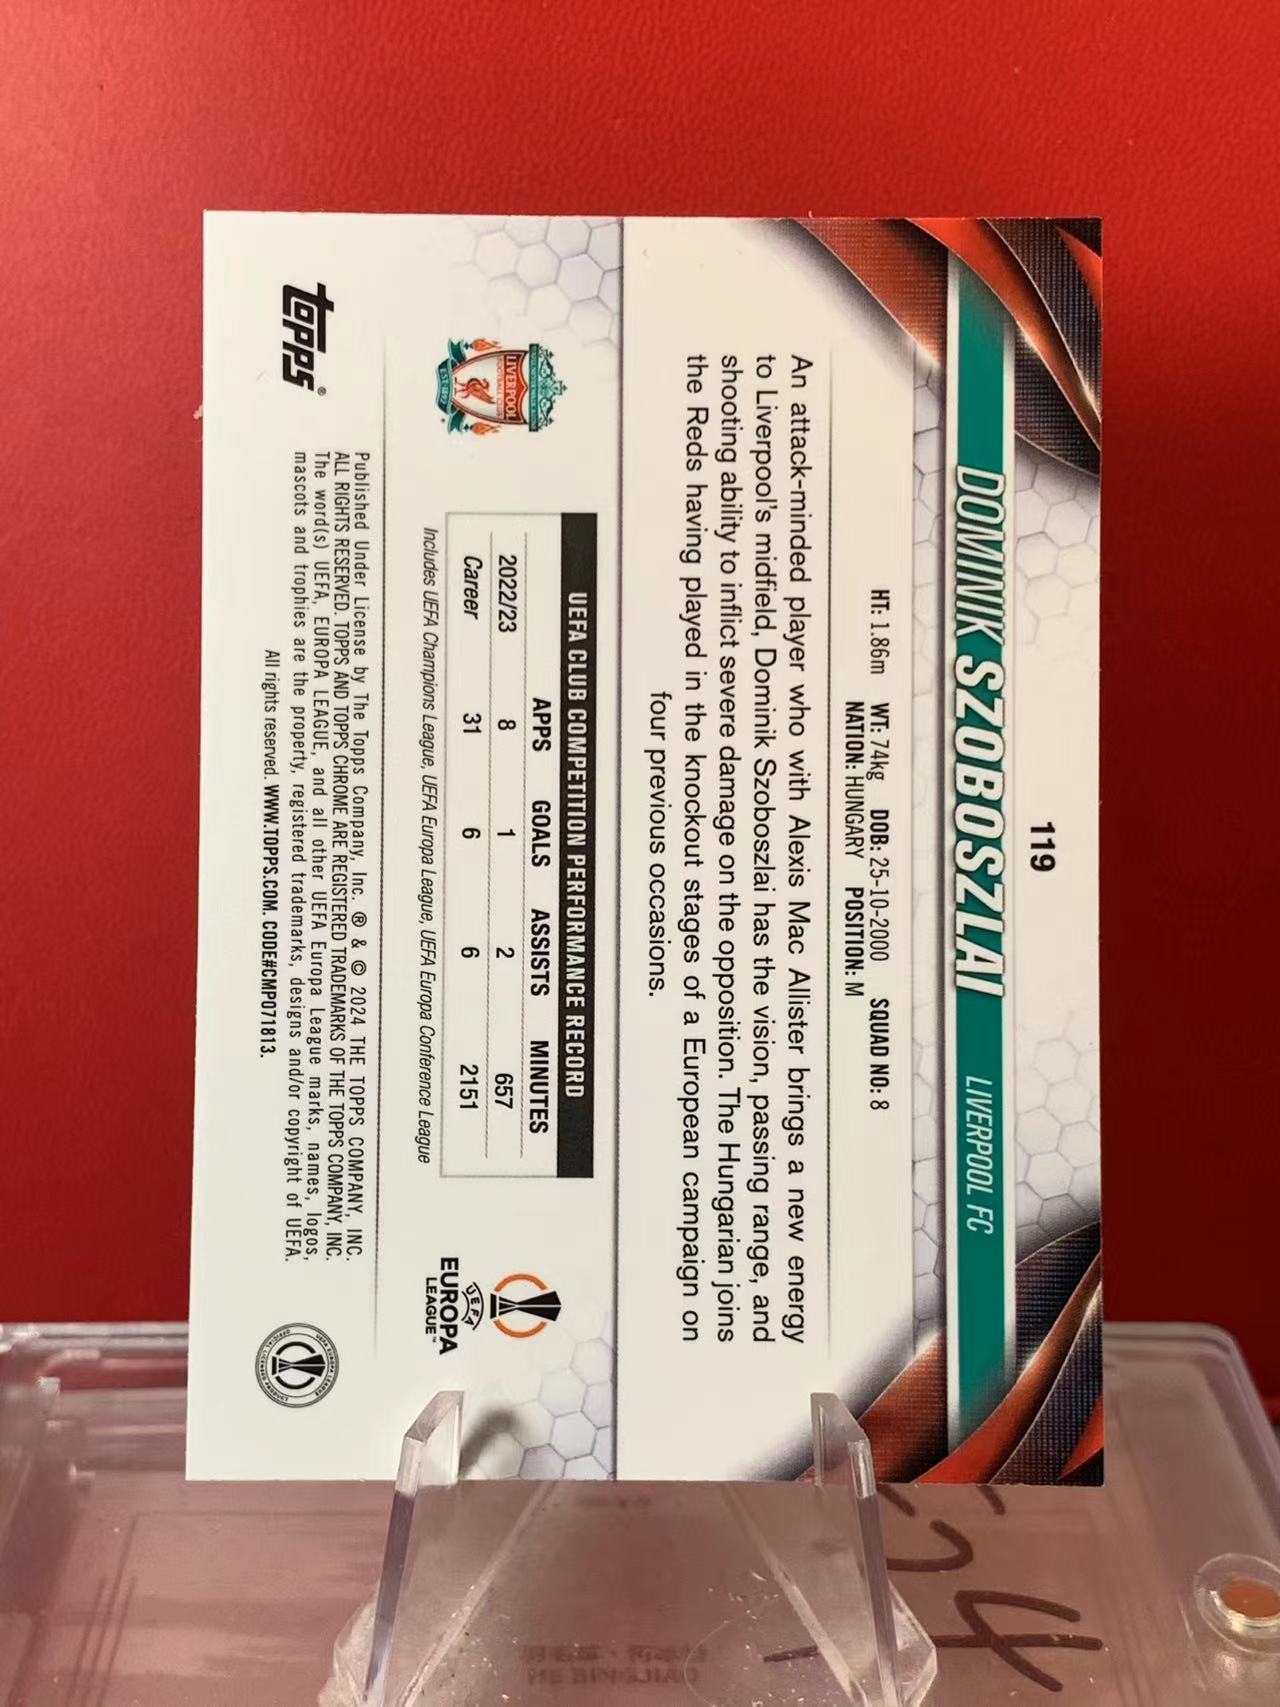 119
DOMINIK SZOBOSZLAI LIVERPOOL FC
HT: 1.86m WT: 74kg DOB: 25-10-2000 SQUAD NO: 8
NATION: HUNGARY POSITION: M
An attack-minded player who with Alexis Mac Allister brings a new energy
to Liverpool's midfield, Dominik Szoboszlai has the vision, passing range, and
shooting ability to inflict severe damage on the opposition. The Hungarian joins
the Reds having played in the knockout stages of a European campaign on
four previous occasions.
LIVERPOOL
FOOTBALL CLUB
EST·1892
UEFA CLUB COMPETITION PERFORMANCE RECORD
APPS GOALS ASSISTS MINUTES
2022/23 8 1 2 657
Career 31 6 6 2151
Includes UEFA Champions League, UEFA Europa League, UEFA Europa Conference League
UEFA
EUROPA
LEAGUE™
topps®
Published Under License by The Topps Company, Inc. ® & © 2024 THE TOPPS COMPANY, INC.
ALL RIGHTS RESERVED. TOPPS AND TOPPS CHROME ARE REGISTERED TRADEMARKS OF THE TOPPS COMPANY, INC.
The word(s) UEFA, EUROPA LEAGUE, and all other UEFA Europa League marks, names, logos,
mascots and trophies are the property, registered trademarks, designs and/or copyright of UEFA.
All rights reserved. WWW.TOPPS.COM. CODE#CMP071813.